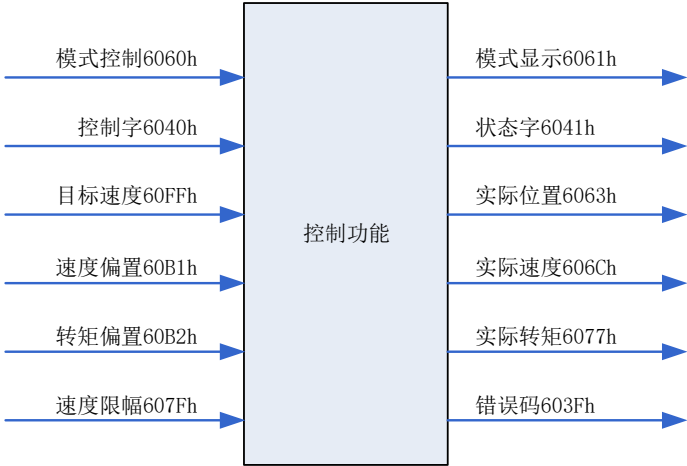 模式控制6060h
模式显示6061h
控制字6040h
状态字6041h
目标速度60FFh
实际位置6063h
控制功能
速度偏置60B1h
实际速度606Ch
转矩偏置60B2h
实际转矩6077h
速度限幅607Fh
错误码603Fh